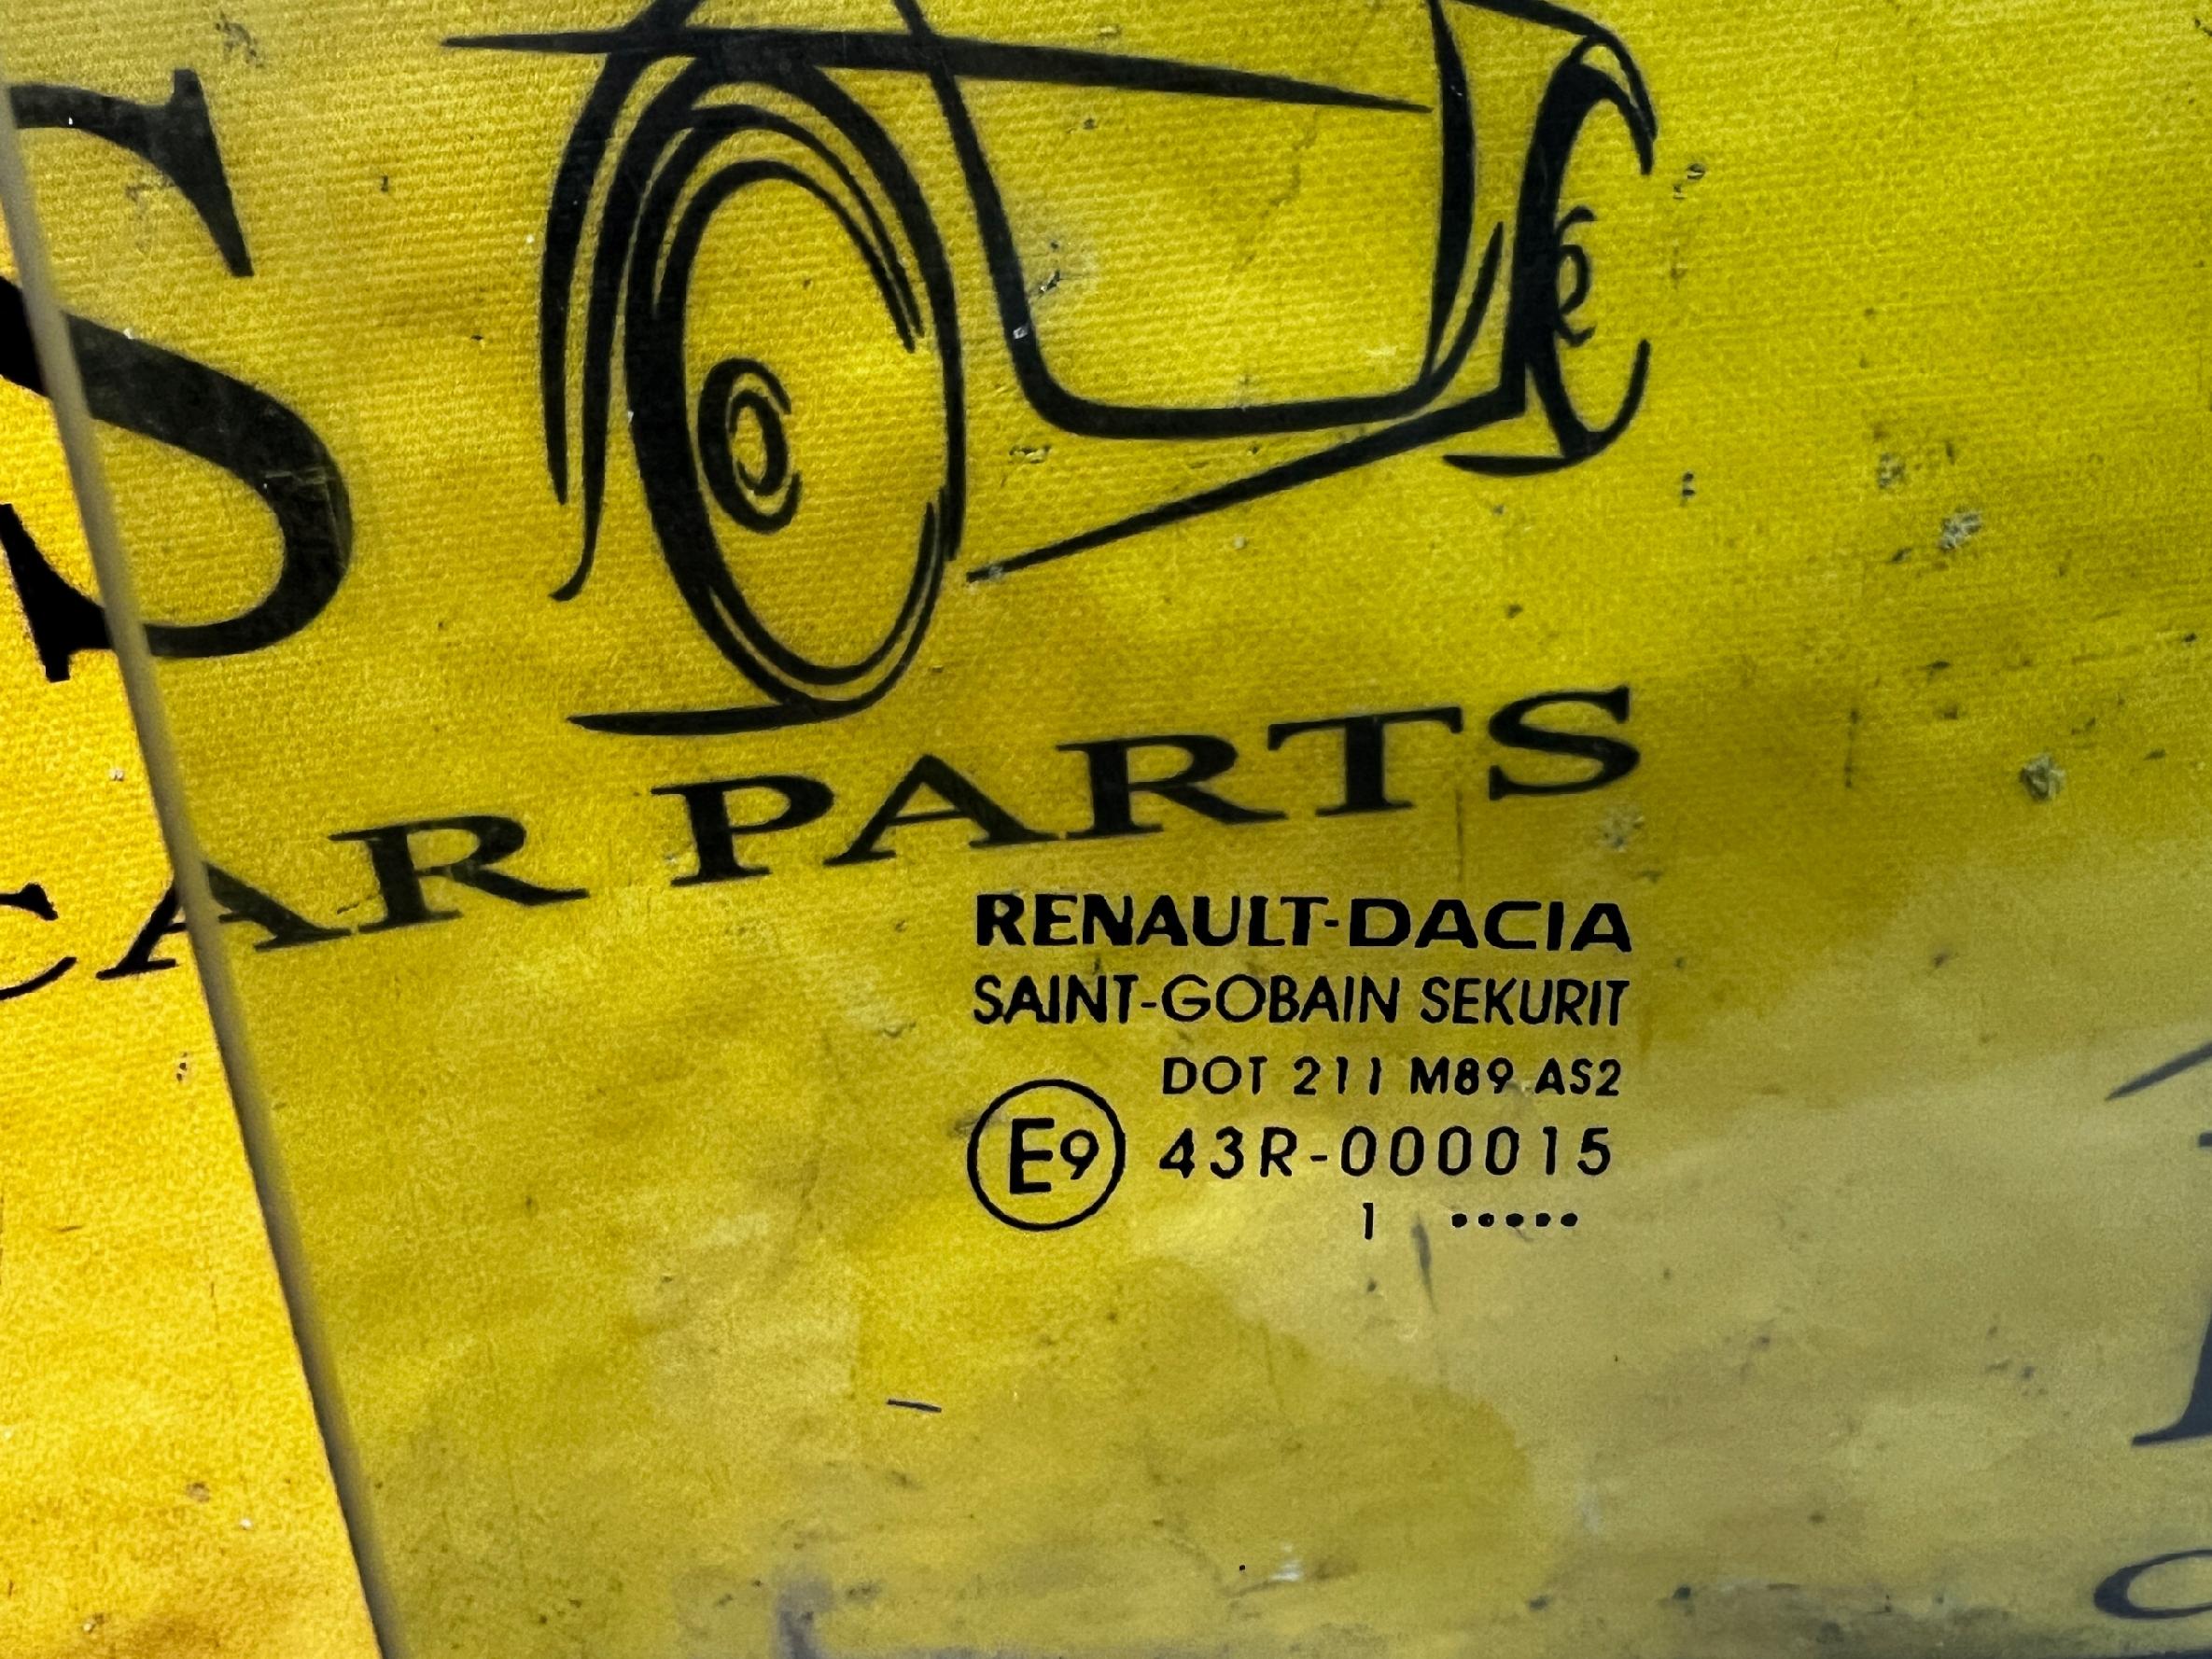 S
CAR PARTS
RENAULT-DACIA
SAINT-GOBAIN SEKURIT
DOT 211 M89 AS2
E9 43R-000015
1 •••••